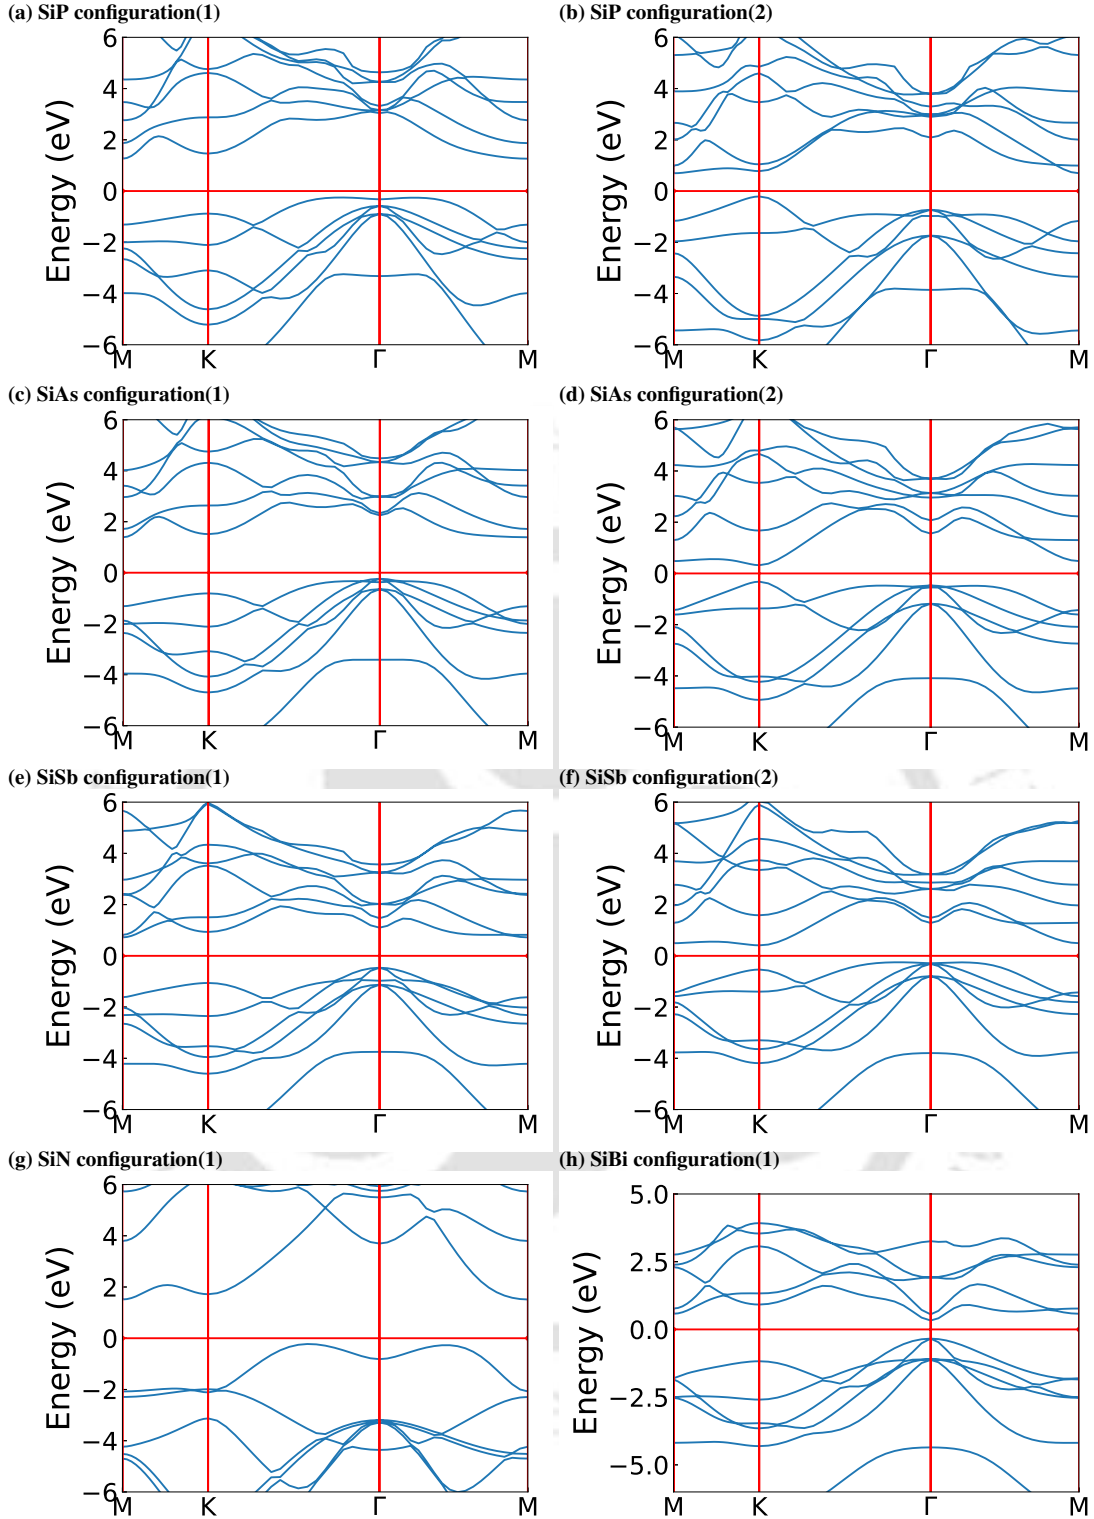 (a) SiP configuration(1)
(b) SiP configuration(2)
6
4
2
0
−2
−4
−6
Energy (eV)
M K Γ M
6
4
2
0
−2
−4
−6
Energy (eV)
M K Γ M
(c) SiAs configuration(1)
(d) SiAs configuration(2)
6
4
2
0
−2
−4
−6
Energy (eV)
M K Γ M
6
4
2
0
−2
−4
−6
Energy (eV)
M K Γ M
(e) SiSb configuration(1)
(f) SiSb configuration(2)
6
4
2
0
−2
−4
−6
Energy (eV)
M K Γ M
6
4
2
0
−2
−4
−6
Energy (eV)
M K Γ M
(g) SiN configuration(1)
(h) SiBi configuration(1)
6
4
2
0
−2
−4
−6
Energy (eV)
M K Γ M
5.0
2.5
0.0
−2.5
−5.0
Energy (eV)
M K Γ M